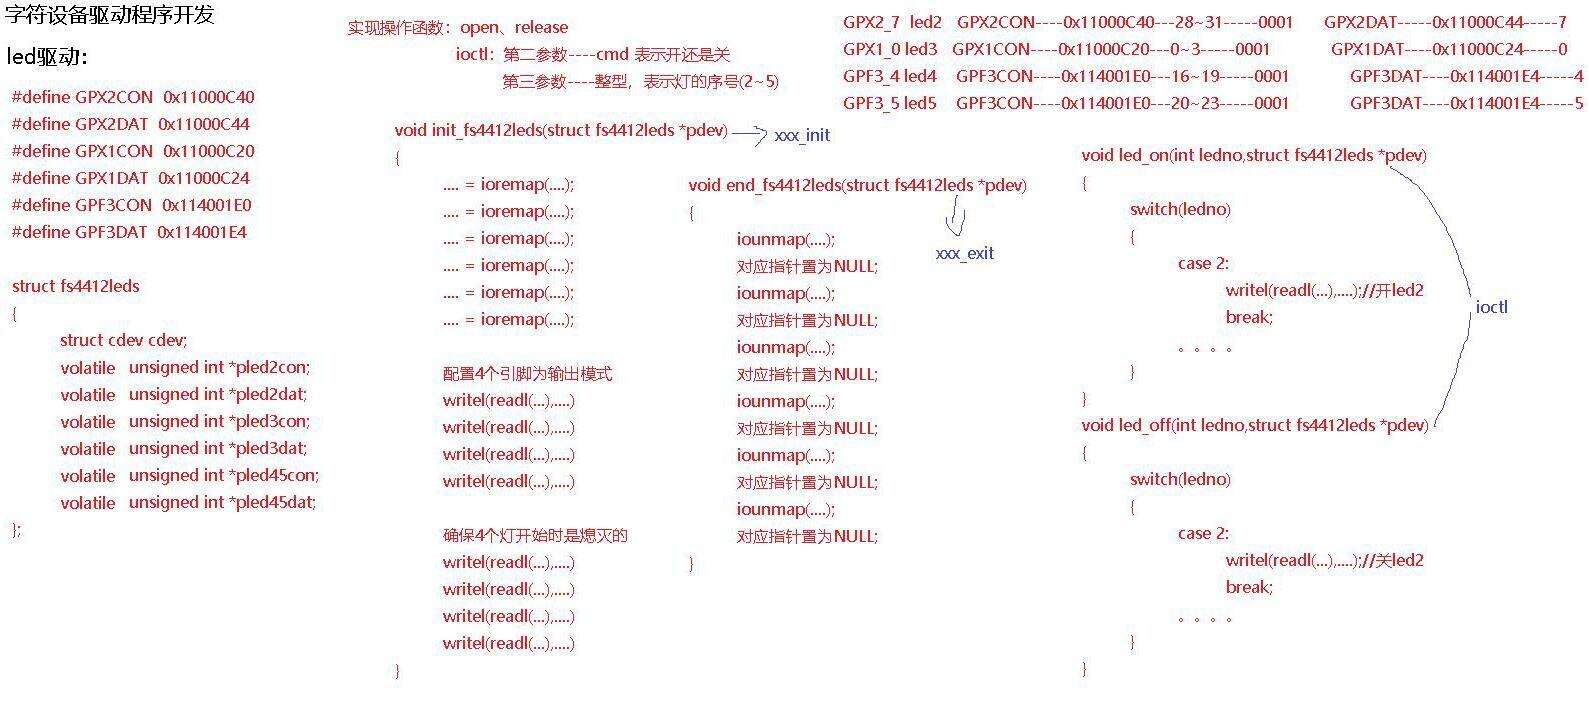 字符设备驱动程序开发
led驱动：
#define GPX2CON  0x11000C40
#define GPX2DAT  0x11000C44
#define GPX1CON  0x11000C20
#define GPX1DAT  0x11000C24
#define GPF3CON  0x114001E0
#define GPF3DAT  0x114001E4
struct fs4412leds
{
struct cdev cdev;
volatile   unsigned int *pled2con;
volatile   unsigned int *pled2dat;
volatile   unsigned int *pled3con;
volatile   unsigned int *pled3dat;
volatile   unsigned int *pled45con;
volatile   unsigned int *pled45dat;
};
实现操作函数：open、release
ioctl：第二参数----cmd 表示开还是关
第三参数----整型，表示灯的序号(2~5)
void init_fs4412leds(struct fs4412leds *pdev)
xxx_init
{
.... = ioremap(....);
.... = ioremap(....);
.... = ioremap(....);
.... = ioremap(....);
.... = ioremap(....);
.... = ioremap(....);
配置4个引脚为输出模式
writel(readl(...),....)
writel(readl(...),....)
writel(readl(...),....)
writel(readl(...),....)
确保4个灯开始时是熄灭的
writel(readl(...),....)
writel(readl(...),....)
writel(readl(...),....)
writel(readl(...),....)
}
void end_fs4412leds(struct fs4412leds *pdev)
xxx_exit
{
iounmap(....);
对应指针置为NULL;
iounmap(....);
对应指针置为NULL;
iounmap(....);
对应指针置为NULL;
iounmap(....);
对应指针置为NULL;
iounmap(....);
对应指针置为NULL;
iounmap(....);
对应指针置为NULL;
}
GPX2_7  led2   GPX2CON----0x11000C40---28~31-----0001      GPX2DAT-----0x11000C44-----7
GPX1_0 led3   GPX1CON----0x11000C20---0~3-----0001            GPX1DAT----0x11000C24-----0
GPF3_4 led4    GPF3CON----0x114001E0---16~19-----0001            GPF3DAT----0x114001E4-----4
GPF3_5 led5    GPF3CON----0x114001E0---20~23-----0001            GPF3DAT----0x114001E4-----5
void led_on(int ledno,struct fs4412leds *pdev)
{
switch(ledno)
{
case 2:
writel(readl(...),....);//开led2
break;
。。。。
}
}
ioctl
void led_off(int ledno,struct fs4412leds *pdev)
{
switch(ledno)
{
case 2:
writel(readl(...),....);//关led2
break;
。。。。
}
}